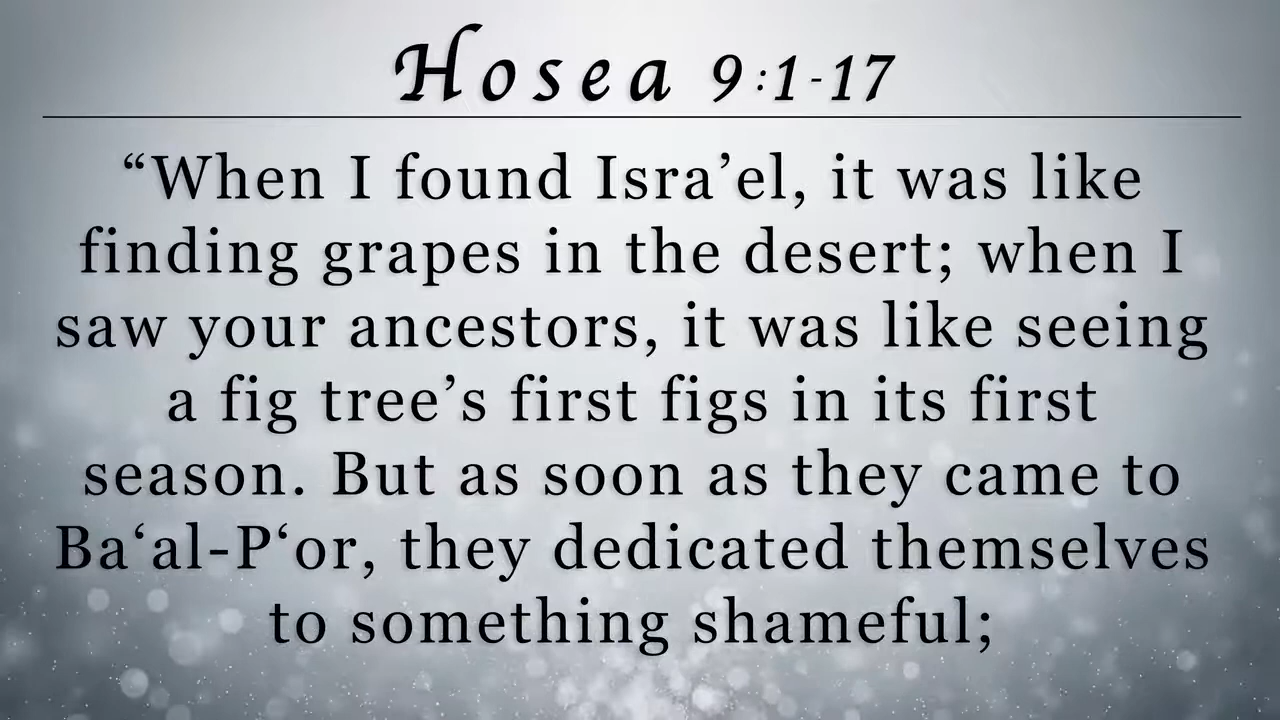 Hosea 9:1-17
“When I found Isra’el, it was like
finding grapes in the desert; when I
saw your ancestors, it was like seeing
a fig tree’s first figs in its first
season. But as soon as they came to
Ba‘al-P‘or, they dedicated themselves
to something shameful;